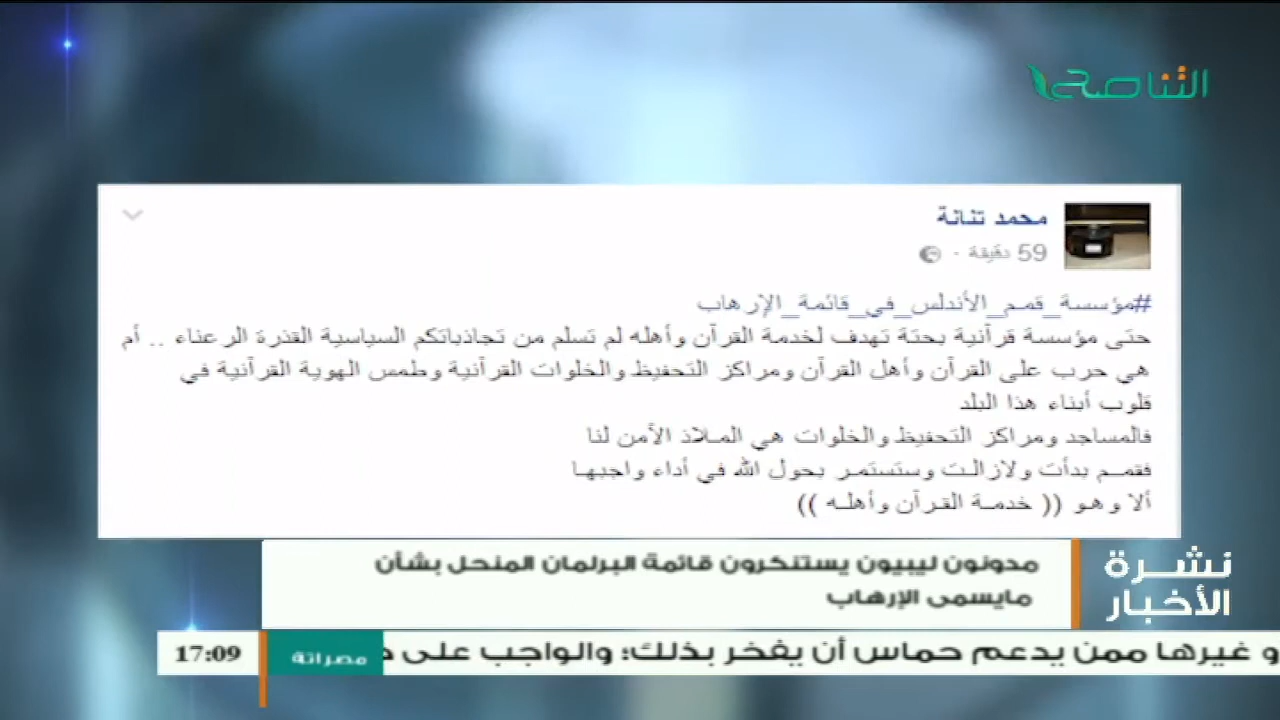 التناصح
محمد تنانة
59 دقيقة ·
#مؤسسة_قمم_الأندلس_في_قائمة_الإرهاب
حتى مؤسسة قرآنية بحتة تهدف لخدمة القرآن وأهله لم تسلم من تجاذباتكم السياسية القذرة الرعناء .. أم
هي حرب على القرآن وأهل القرآن ومراكز التحفيظ والخلوات القرآنية وطمس الهوية القرآنية في
قلوب أبناء هذا البلد
فالمساجد ومراكز التحفيظ والخلوات هي الملاذ الأمن لنا
فقمم بدأت ولازالت وستستمر بحول الله في أداء واجبها
ألا وهو (( خدمة القرآن وأهله ))
نشرة
الأخبار
مدونون ليبيون يستنكرون قائمة البرلمان المنحل بشأن
مايسمى الإرهاب
و غيرها ممن يدعم حماس أن يفخر بذلك؛ والواجب على
مصراتة
17:09